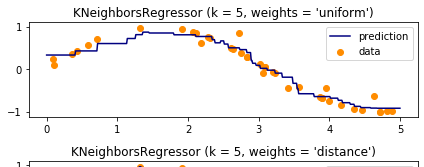 KNeighborsRegressor (k = 5, weights = 'uniform')
1
0
−1
prediction
data
0
1
2
3
4
5
KNeighborsRegressor (k = 5, weights = 'distance')
1